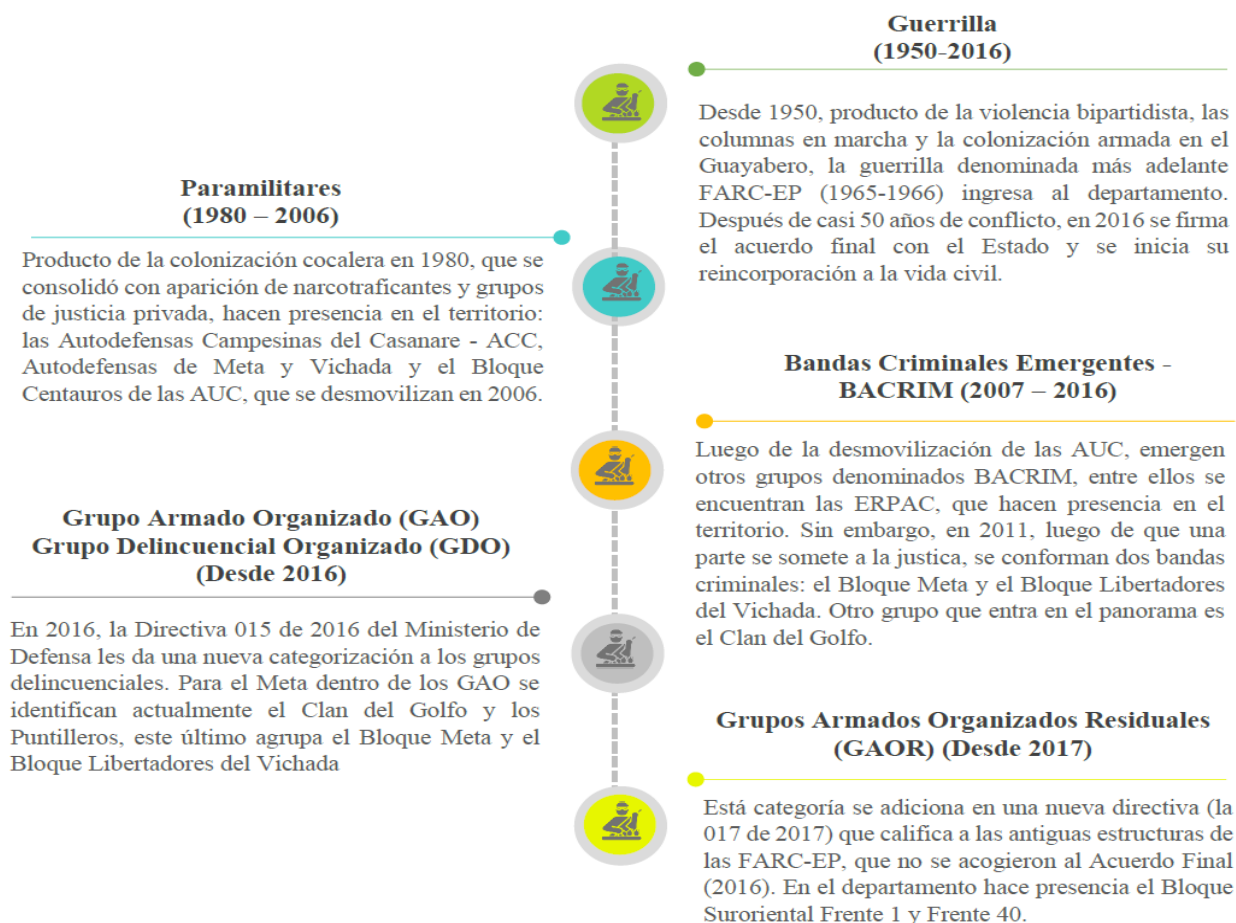 Guerrilla
(1950-2016)
Desde 1950, producto de la violencia bipartidista, las
columnas en marcha y la colonización armada en el
Guayabero, la guerrilla denominada más adelante
FARC-EP (1965-1966) ingresa al departamento.
Después de casi 50 años de conflicto, en 2016 se firma
el acuerdo final con el Estado y se inicia su
reincorporación a la vida civil.
Paramilitares
(1980 – 2006)
Producto de la colonización cocalera en 1980, que se
consolidó con aparición de narcotraficantes y grupos
de justicia privada, hacen presencia en el territorio:
las Autodefensas Campesinas del Casanare - ACC,
Autodefensas de Meta y Vichada y el Bloque
Centauros de las AUC, que se desmovilizan en 2006.
Bandas Criminales Emergentes -
BACRIM (2007 – 2016)
Luego de la desmovilización de las AUC, emergen
otros grupos denominados BACRIM, entre ellos se
encuentran las ERPAC, que hacen presencia en el
territorio. Sin embargo, en 2011, luego de que una
parte se somete a la justicia, se conforman dos bandas
criminales: el Bloque Meta y el Bloque Libertadores
del Vichada. Otro grupo que entra en el panorama es
el Clan del Golfo.
Grupo Armado Organizado (GAO)
Grupo Delincuencial Organizado (GDO)
(Desde 2016)
En 2016, la Directiva 015 de 2016 del Ministerio de
Defensa les da una nueva categorización a los grupos
delincuenciales. Para el Meta dentro de los GAO se
identifican actualmente el Clan del Golfo y los
Puntilleros, este último agrupa el Bloque Meta y el
Bloque Libertadores del Vichada
Grupos Armados Organizados Residuales
(GAOR) (Desde 2017)
Está categoría se adiciona en una nueva directiva (la
017 de 2017) que califica a las antiguas estructuras de
las FARC-EP, que no se acogieron al Acuerdo Final
(2016). En el departamento hace presencia el Bloque
Suroriental Frente 1 y Frente 40.